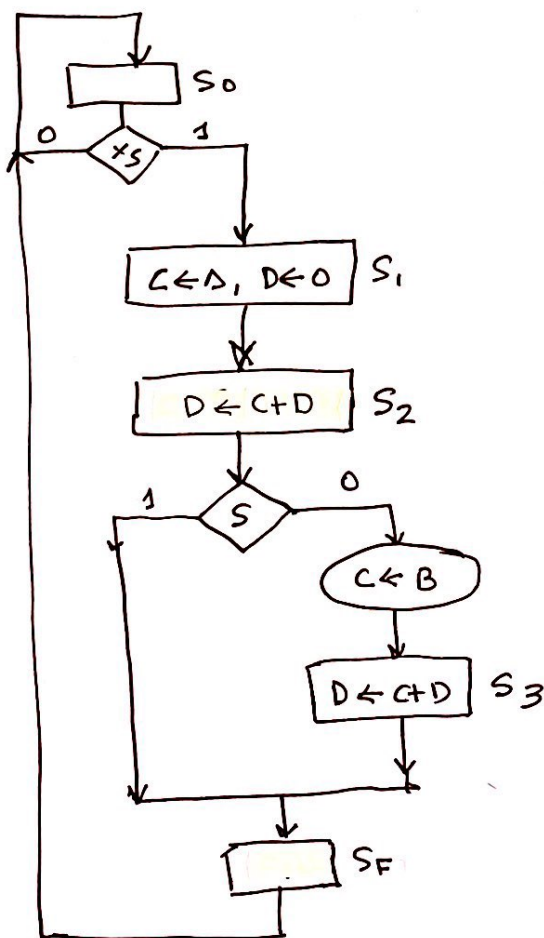 S₀
0 xs 1
C ← A, D ← 0 S₁
D ← C+D S₂
1 S 0
C ← B
D ← C+D S3
S_F